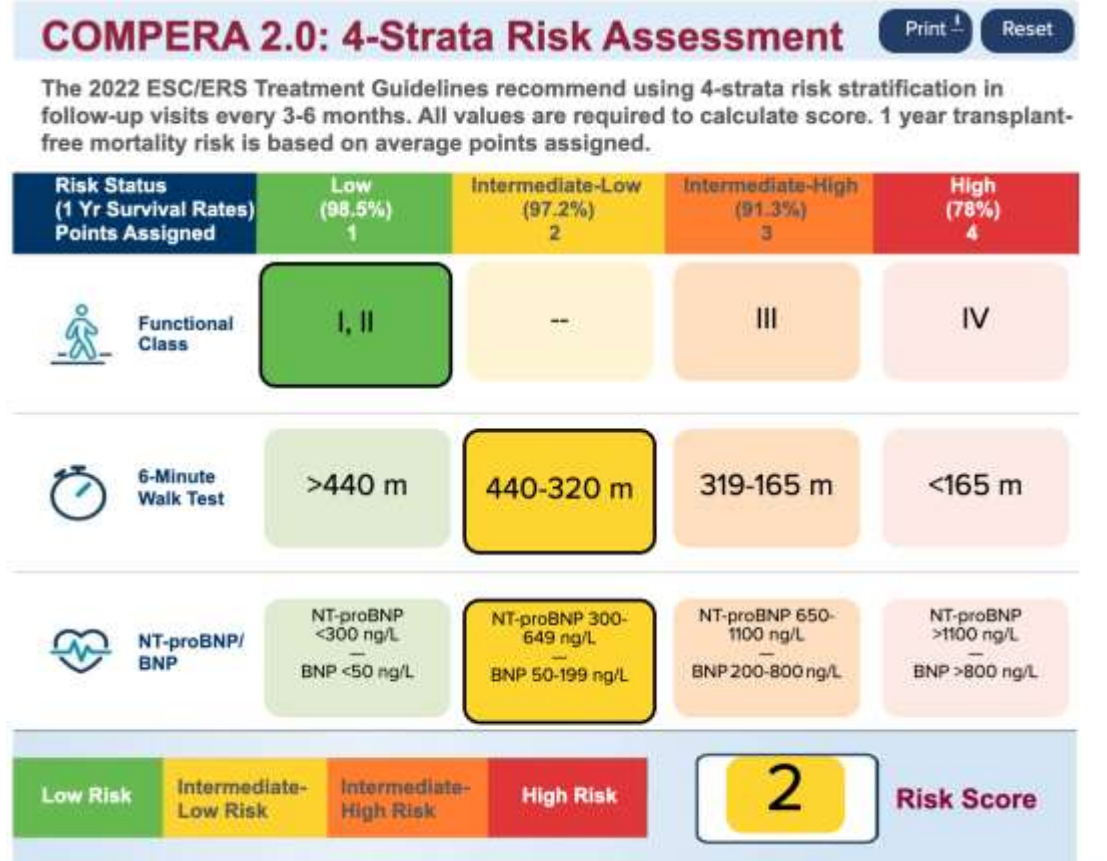 COMPERA 2.0: 4-Strata Risk Assessment
Print
Reset
The 2022 ESC/ERS Treatment Guidelines recommend using 4-strata risk stratification in
follow-up visits every 3-6 months. All values are required to calculate score. 1 year transplant-
free mortality risk is based on average points assigned.
Risk Status
(1 Yr Survival Rates)
Points Assigned
Low
(98.5%)
1
Intermediate-Low
(97.2%)
2
Intermediate-High
(91.3%)
3
High
(78%)
4
Functional
Class
I, II
--
III
IV
6-Minute
Walk Test
>440 m
440-320 m
319-165 m
<165 m
NT-proBNP/
BNP
NT-proBNP
<300 ng/L
—
BNP <50 ng/L
NT-proBNP 300-
649 ng/L
—
BNP 50-199 ng/L
NT-proBNP 650-
1100 ng/L
—
BNP 200-800 ng/L
NT-proBNP
>1100 ng/L
—
BNP >800 ng/L
Low Risk
Intermediate-
Low Risk
Intermediate-
High Risk
High Risk
2
Risk Score